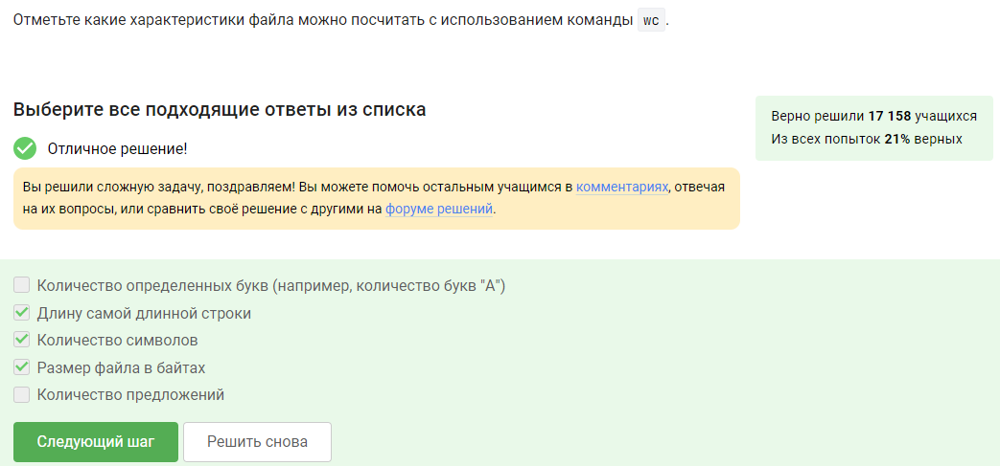 Отметьте какие характеристики файла можно посчитать с использованием команды wc.
Выберите все подходящие ответы из списка
Верно решили 17 158 учащихся
Из всех попыток 21% верных
Отличное решение!
Вы решили сложную задачу, поздравляем! Вы можете помочь остальным учащимся в комментариях, отвечая
на их вопросы, или сравнить своё решение с другими на форуме решений.
Количество определенных букв (например, количество букв "А")
Длину самой длинной строки
Количество символов
Размер файла в байтах
Количество предложений
Следующий шаг
Решить снова